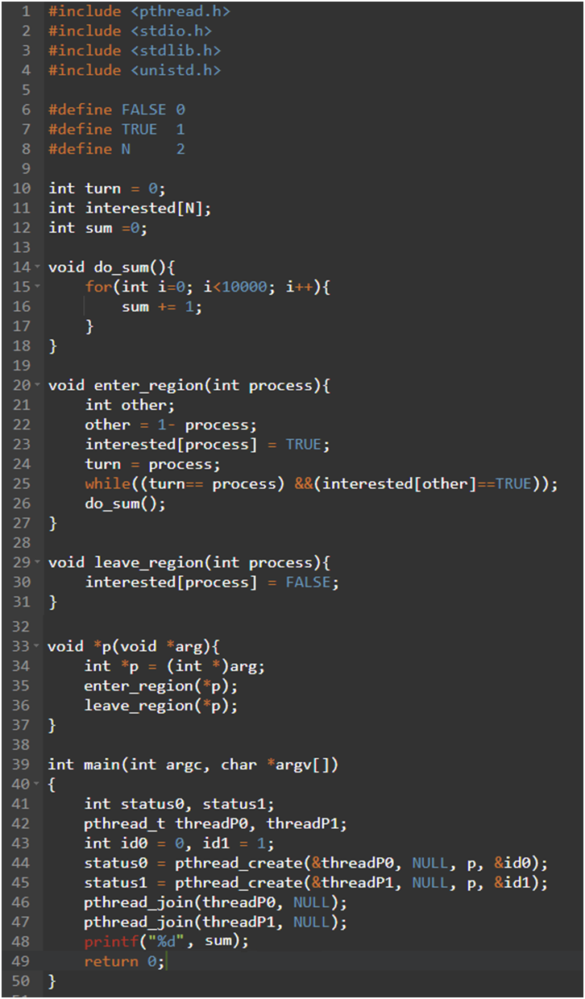 1 #include <pthread.h>
2 #include <stdio.h>
3 #include <stdlib.h>
4 #include <unistd.h>
5
6 #define FALSE 0
7 #define TRUE  1
8 #define N     2
9
10 int turn = 0;
11 int interested[N];
12 int sum =0;
13
14 void do_sum(){
15     for(int i=0; i<10000; i++){
16         sum += 1;
17     }
18 }
19
20 void enter_region(int process){
21     int other;
22     other = 1- process;
23     interested[process] = TRUE;
24     turn = process;
25     while((turn== process) &&(interested[other]==TRUE));
26     do_sum();
27 }
28
29 void leave_region(int process){
30     interested[process] = FALSE;
31 }
32
33 void *p(void *arg){
34     int *p = (int *)arg;
35     enter_region(*p);
36     leave_region(*p);
37 }
38
39 int main(int argc, char *argv[])
40 {
41     int status0, status1;
42     pthread_t threadP0, threadP1;
43     int id0 = 0, id1 = 1;
44     status0 = pthread_create(&threadP0, NULL, p, &id0);
45     status1 = pthread_create(&threadP1, NULL, p, &id1);
46     pthread_join(threadP0, NULL);
47     pthread_join(threadP1, NULL);
48     printf("%d", sum);
49     return 0;
50 }